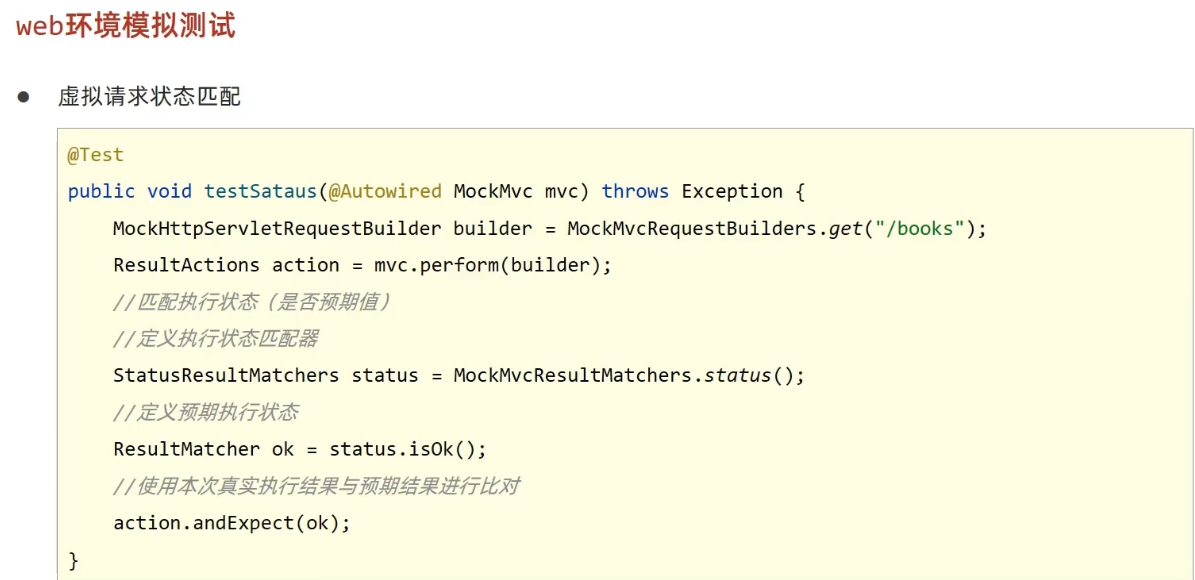 web环境模拟测试
● 虚拟请求状态匹配
@Test
public void testSataus(@Autowired MockMvc mvc) throws Exception {
    MockHttpServletRequestBuilder builder = MockMvcRequestBuilders.get("/books");
    ResultActions action = mvc.perform(builder);
    //匹配执行状态（是否预期值）
    //定义执行状态匹配器
    StatusResultMatchers status = MockMvcResultMatchers.status();
    //定义预期执行状态
    ResultMatcher ok = status.isOk();
    //使用本次真实执行结果与预期结果进行比对
    action.andExpect(ok);
}